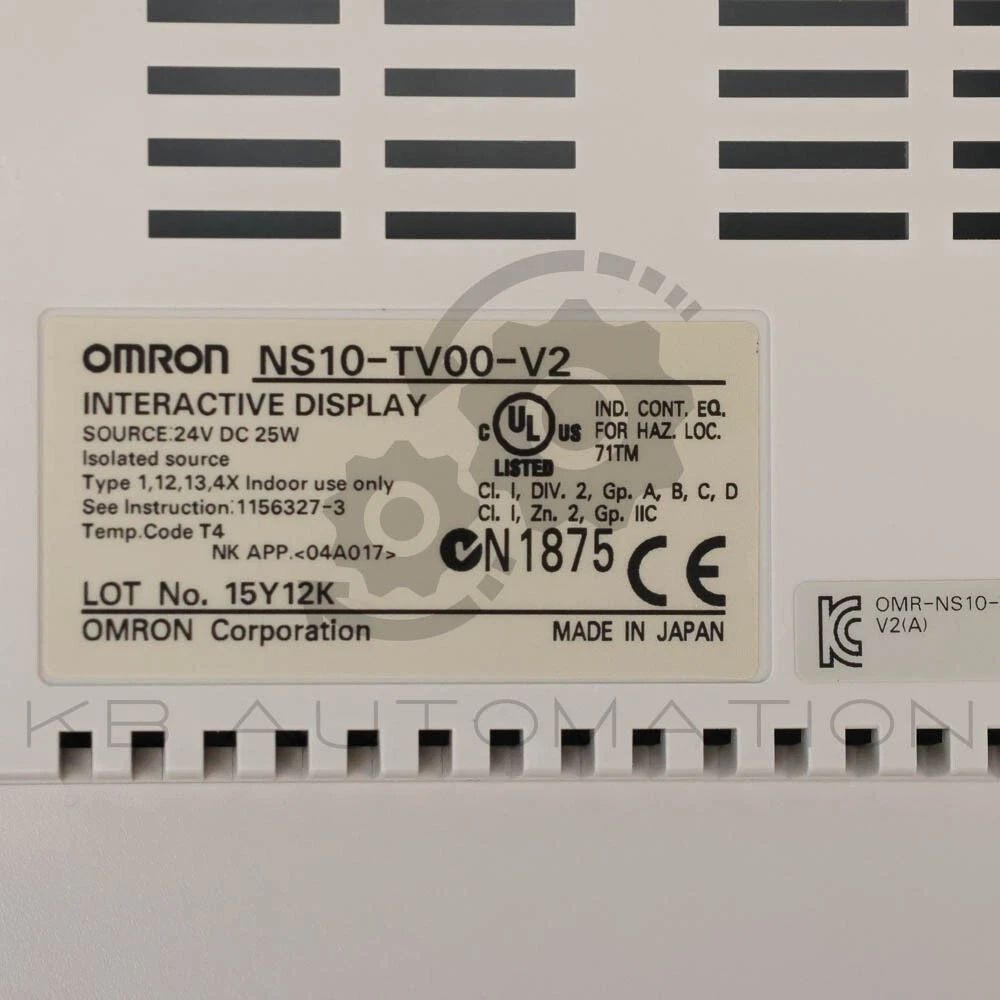 OMRON NS10-TV00-V2
INTERACTIVE DISPLAY
SOURCE:24V DC 25W
Isolated source
Type 1,12,13,4X Indoor use only
See Instruction:1156327-3
Temp.Code T4
NK APP.<04A017>
C UL US
LISTED
IND. CONT. EQ.
FOR HAZ. LOC.
71TM
Cl. I, DIV. 2, Gp. A, B, C, D
Cl. I, Zn. 2, Gp. IIC
N1875 CE
LOT No. 15Y12K
OMRON Corporation
MADE IN JAPAN
OMR-NS10-
V2(A)
KB AUTOMATION